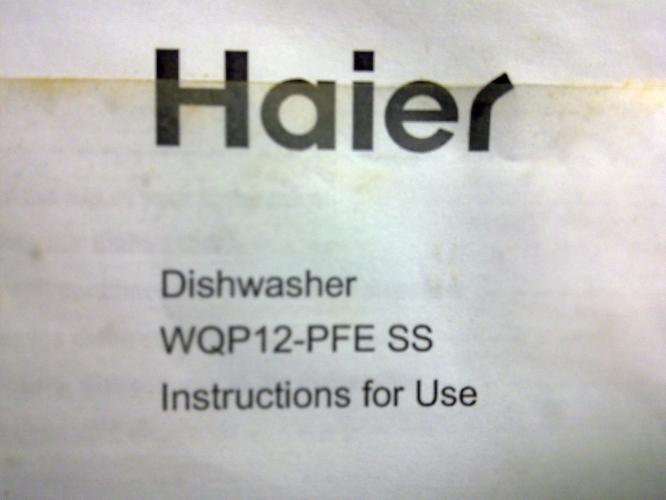 Haier
Dishwasher
WQP12-PFE SS
Instructions for Use